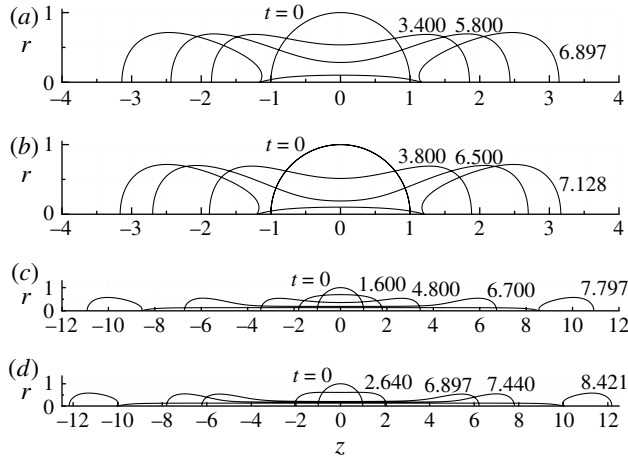 (a)
1
r
0
t = 0
3.400
5.800
6.897
–4 –3 –2 –1 0 1 2 3 4
(b)
1
r
0
t = 0
3.800
6.500
7.128
–4 –3 –2 –1 0 1 2 3 4
(c)
1
r
0
t = 0
1.600
4.800
6.700
7.797
–12 –10 –8 –6 –4 –2 0 2 4 6 8 10 12
(d)
1
r
0
t = 0
2.640
6.897
7.440
8.421
–12 –10 –8 –6 –4 –2 0 2 4 6 8 10 12
z